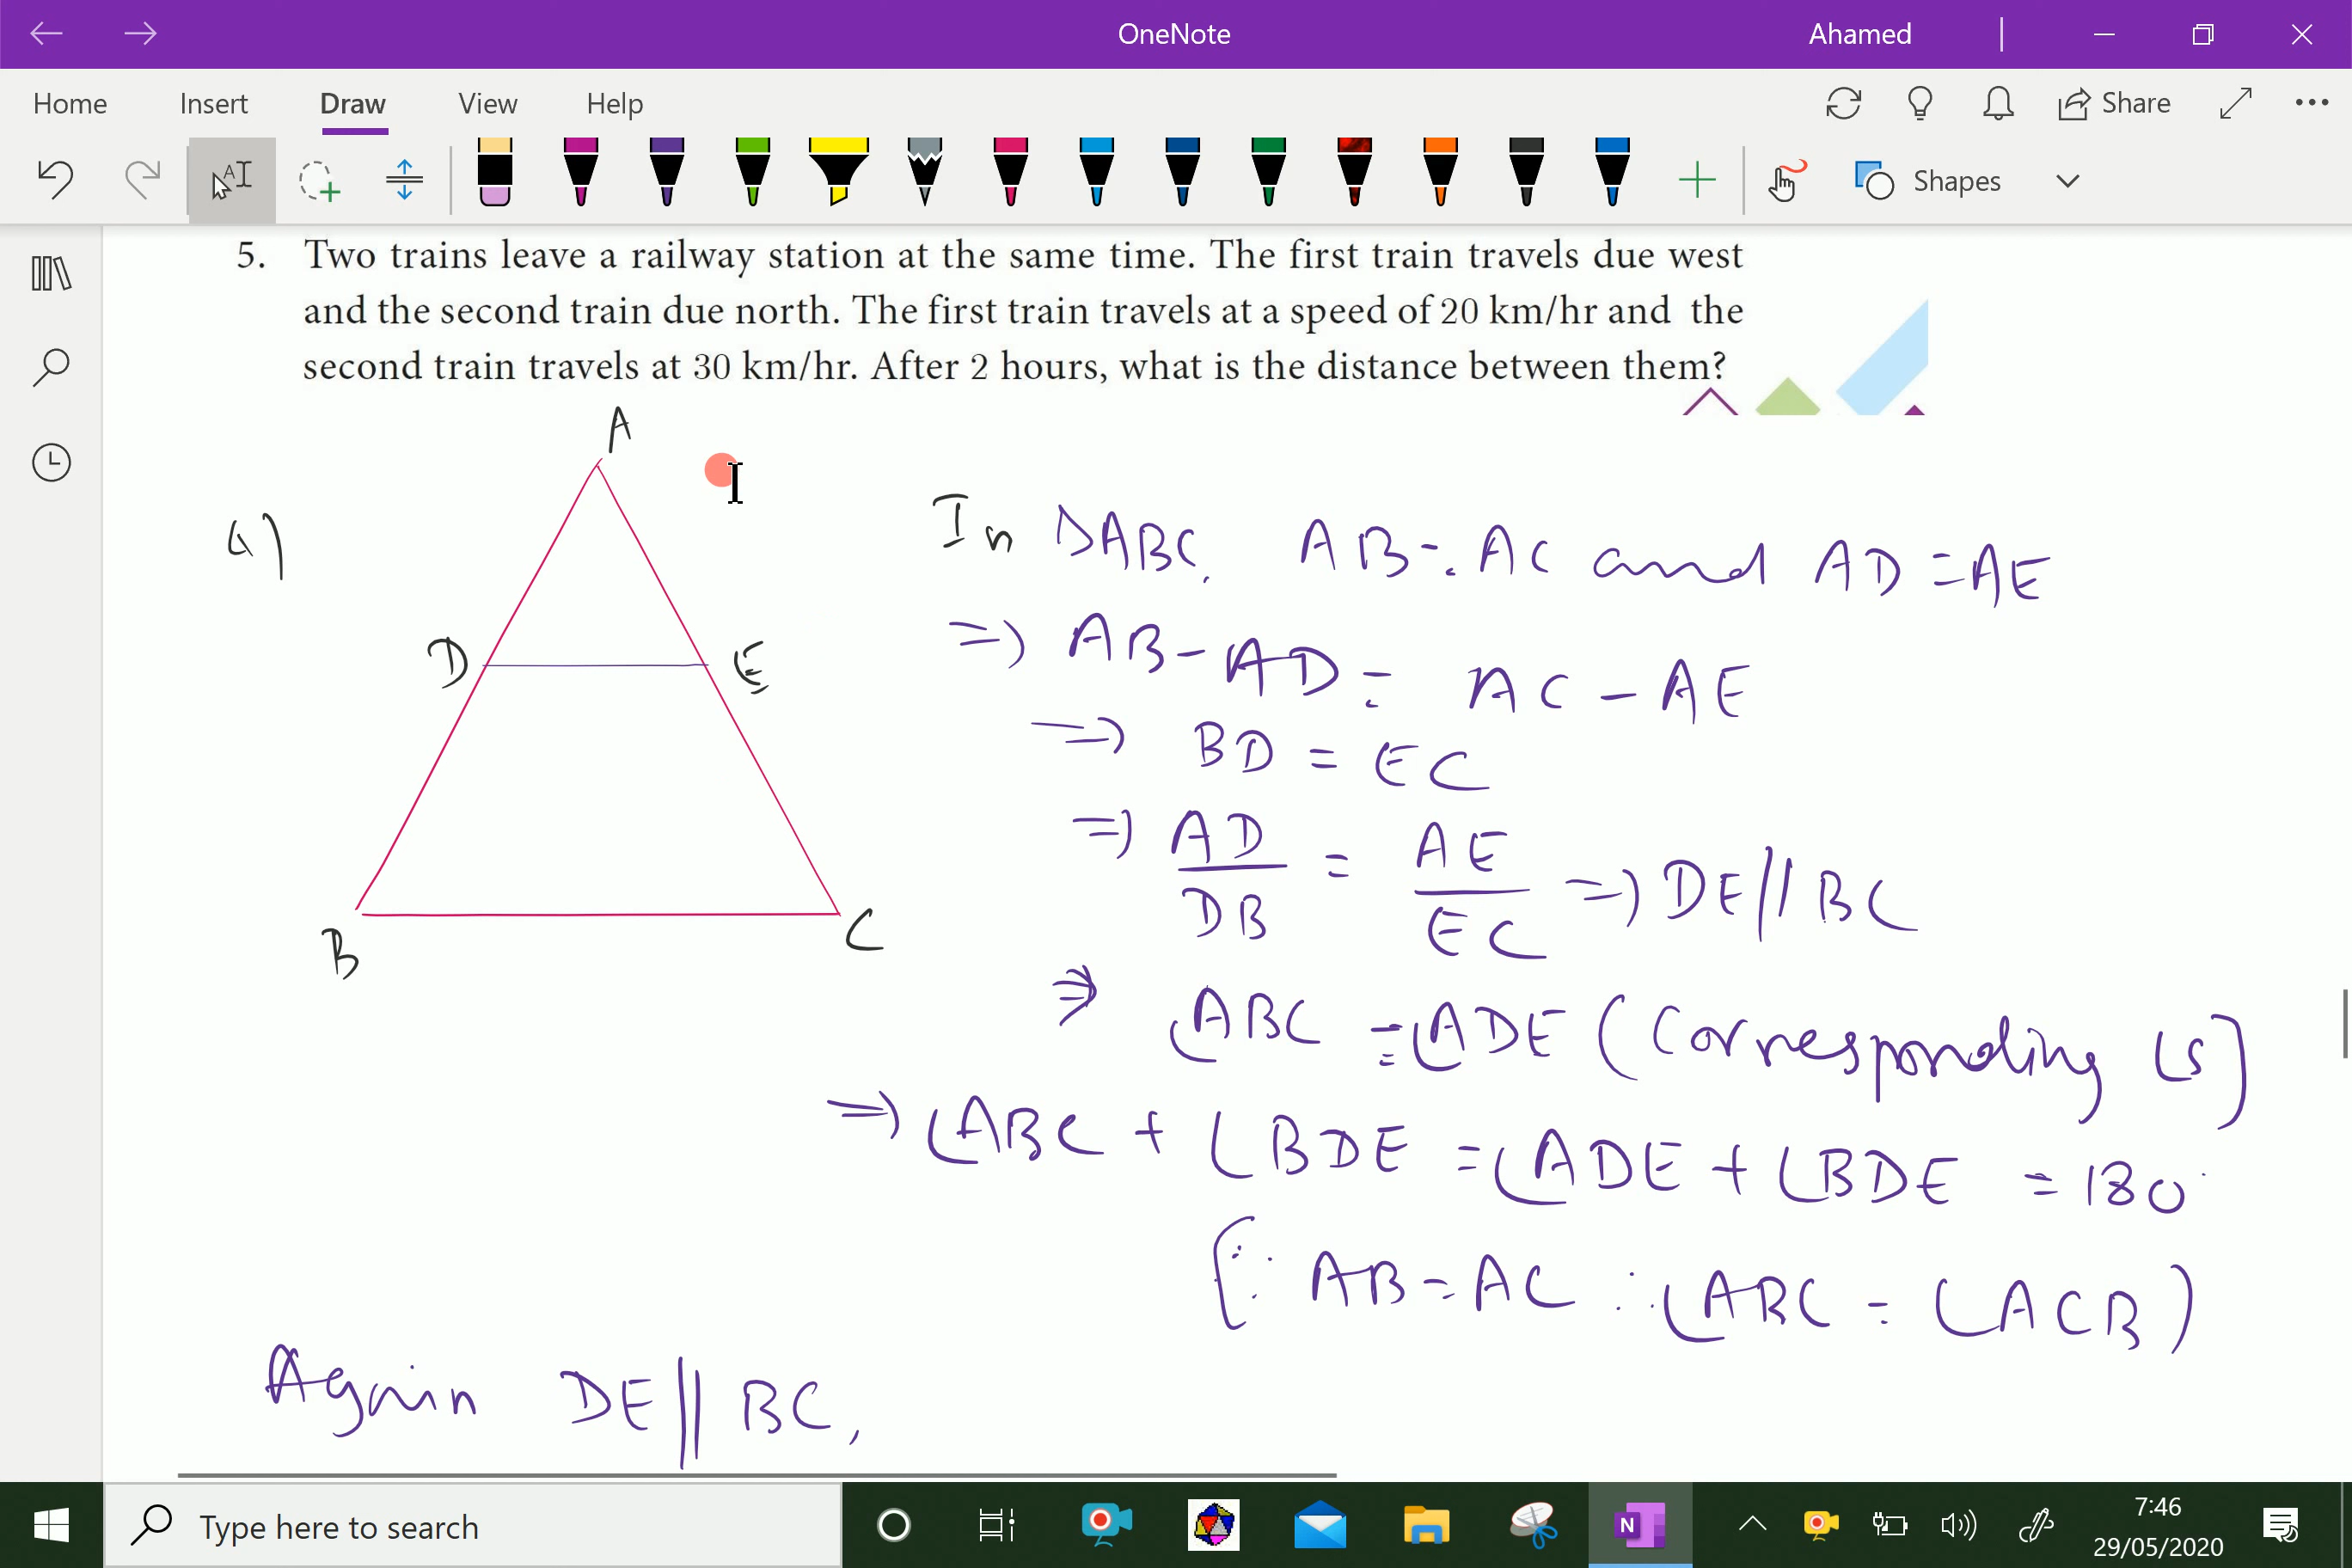 OneNote
Ahamed
Home Insert Draw View Help
Share
Shapes
5. Two trains leave a railway station at the same time. The first train travels due west
and the second train due north. The first train travels at a speed of 20 km/hr and the
second train travels at 30 km/hr. After 2 hours, what is the distance between them?
A
4)
D E
B C
In ΔABC, AB = AC and AD = AE
⇒ AB - AD = AC - AE
⇒ BD = EC
⇒ AD/DB = AE/EC ⇒ DE || BC
⇒ ∠ABC = ∠ADE (Corresponding ∠s)
⇒ ∠ABC + ∠BDE = ∠ADE + ∠BDE = 180°
(∵ AB = AC ∴ ∠ABC = ∠ACB)
Again DE || BC,
Type here to search
N
7:46
29/05/2020